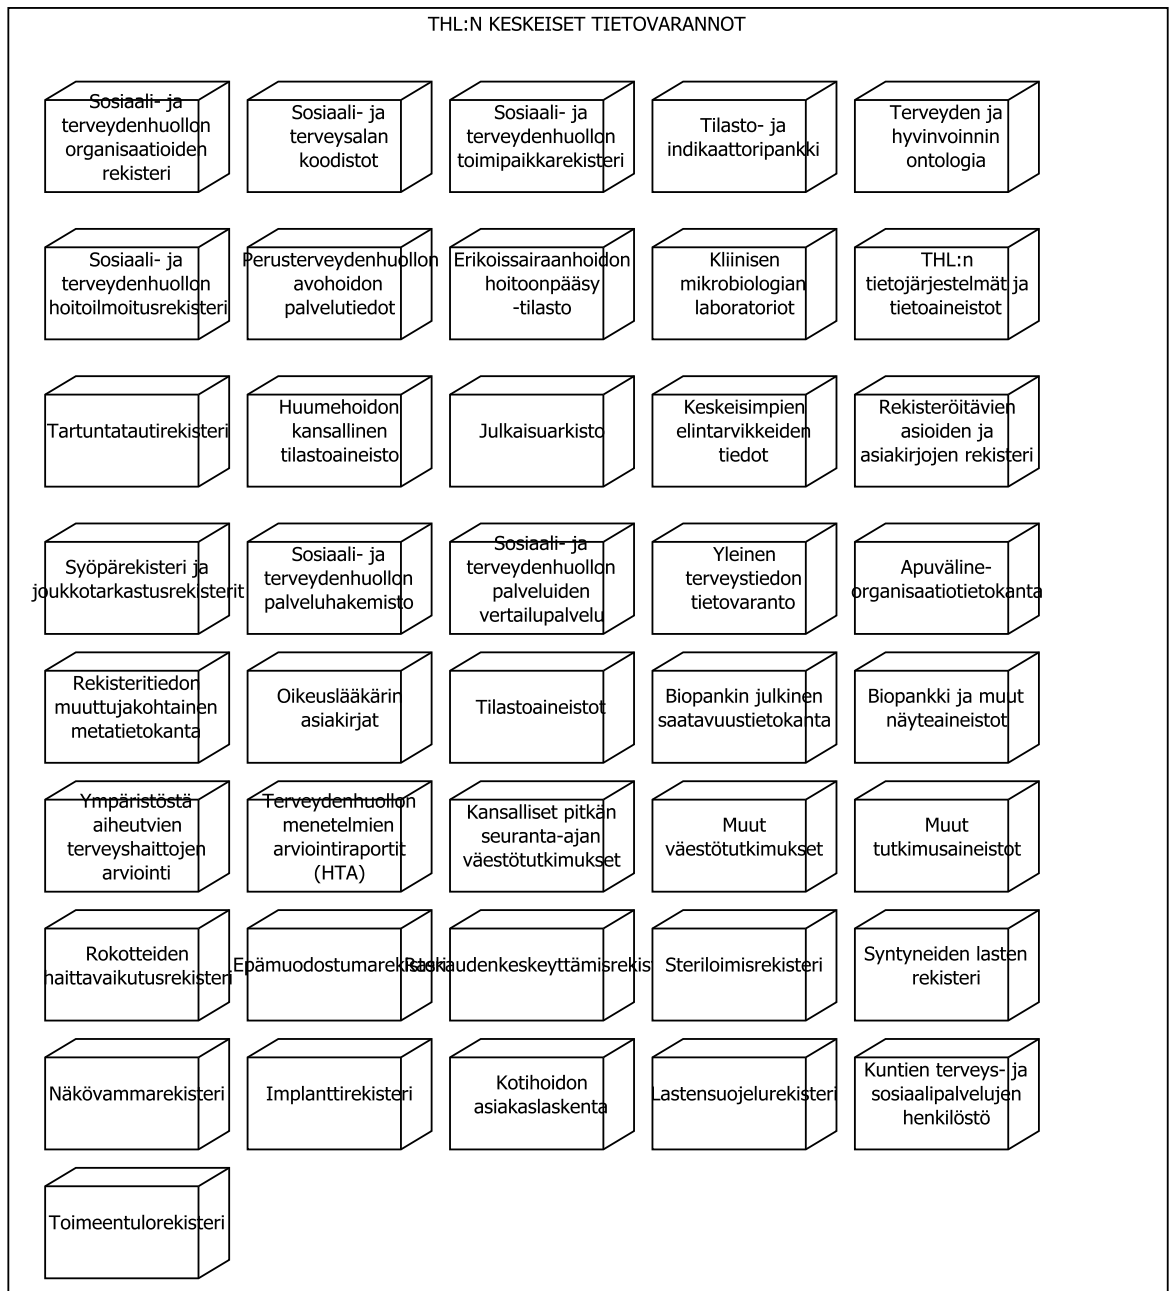 THL:N KESKEISET TIETOVARANNOT
Sosiaali- ja
terveydenhuollon
organisaatioiden
rekisteri
Sosiaali- ja
terveysalan
koodistot
Sosiaali- ja
terveydenhuollon
toimipaikkarekisteri
Tilasto- ja
indikaattoripankki
Terveyden ja
hyvinvoinnin
ontologia
Sosiaali- ja
terveydenhuollon
hoitoilmoitusrekisteri
Perusterveydenhuollon
avohoidon
palvelutiedot
Erikoissairaanhoidon
hoitoonpääsy
-tilasto
Kliinisen
mikrobiologian
laboratoriot
THL:n
tietojärjestelmät ja
tietoaineistot
Tartuntatautirekisteri
Huumehoidon
kansallinen
tilastoaineisto
Julkaisuarkisto
Keskeisimpien
elintarvikkeiden
tiedot
Rekisteröitävien
asioiden ja
asiakirjojen rekisteri
Syöpärekisteri ja
joukkotarkastusrekisterit
Sosiaali- ja
terveydenhuollon
palveluhakemisto
Sosiaali- ja
terveydenhuollon
palveluiden
vertailupalvelu
Yleinen
terveystiedon
tietovaranto
Apuväline-
organisaatiotietokanta
Rekisteritiedon
muuttujakohtainen
metatietokanta
Oikeuslääkärin
asiakirjat
Tilastoaineistot
Biopankin julkinen
saatavuustietokanta
Biopankki ja muut
näyteaineistot
Ympäristöstä
aiheutvien
terveyshaittojen
arviointi
Terveydenhuollon
menetelmien
arviointiraportit
(HTA)
Kansalliset pitkän
seuranta-ajan
väestötutkimukset
Muut
väestötutkimukset
Muut
tutkimusaineistot
Rokotteiden
haittavaikutusrekisteri
Epämuodostumarekisteri
Raskaudenkeskeyttämisrekist
Steriloimisrekisteri
Syntyneiden lasten
rekisteri
Näkövammarekisteri
Implanttirekisteri
Kotihoidon
asiakaslaskenta
Lastensuojelurekisteri
Kuntien terveys- ja
sosiaalipalvelujen
henkilöstö
Toimeentulorekisteri